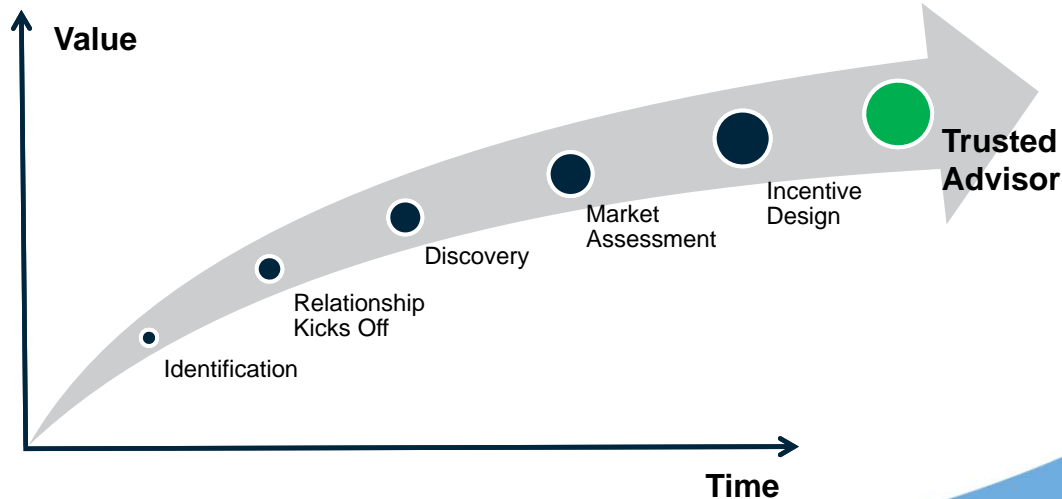 Value
Trusted
Advisor
Incentive
Design
Market
Assessment
Discovery
Relationship
Kicks Off
Identification
Time